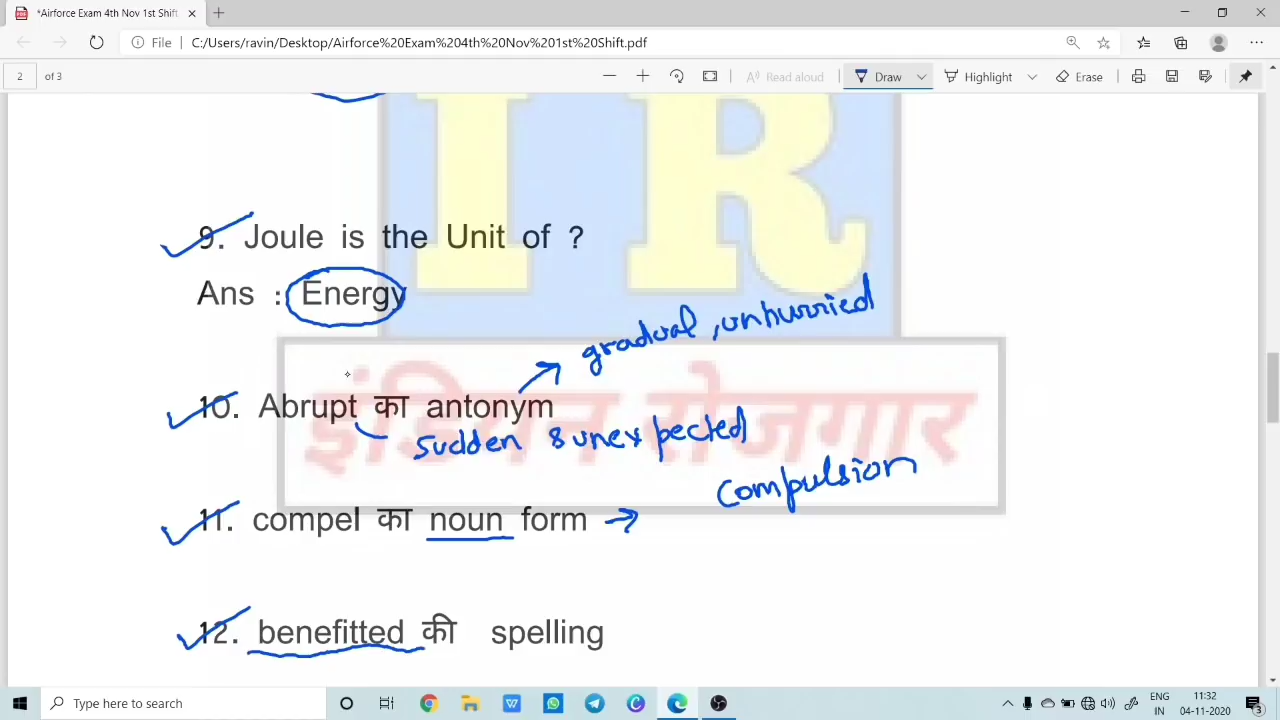 *Airforce Exam 4th Nov 1st Shift
File C:/Users/ravin/Desktop/Airforce%20Exam%204th%20Nov%201st%20Shift.pdf
2 of 3 Read aloud Draw Highlight Erase
I R
9. Joule is the Unit of ?
Ans : Energy
gradual, unhurried
10. Abrupt का antonym
sudden & unexpected
इंडियन रोजगार
compulsion
11. compel का noun form →
12. benefitted की spelling
Type here to search
ENG
IN
11:32
04-11-2020
3